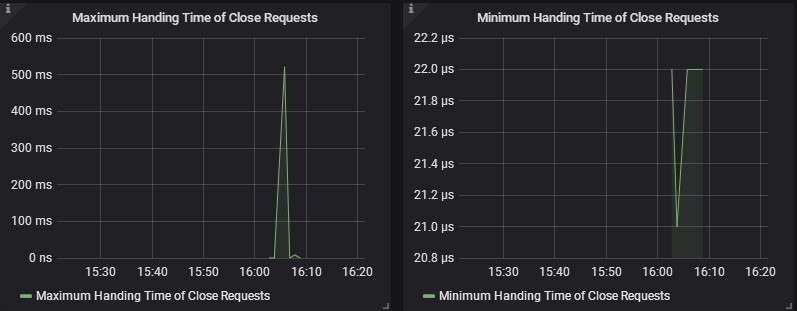 i
Maximum Handing Time of Close Requests
600 ms
500 ms
400 ms
300 ms
200 ms
100 ms
0 ns
15:30 15:40 15:50 16:00 16:10 16:20
Maximum Handing Time of Close Requests
i
Minimum Handing Time of Close Requests
22.2 µs
22.0 µs
21.8 µs
21.6 µs
21.4 µs
21.2 µs
21.0 µs
20.8 µs
15:30 15:40 15:50 16:00 16:10 16:20
Minimum Handing Time of Close Requests